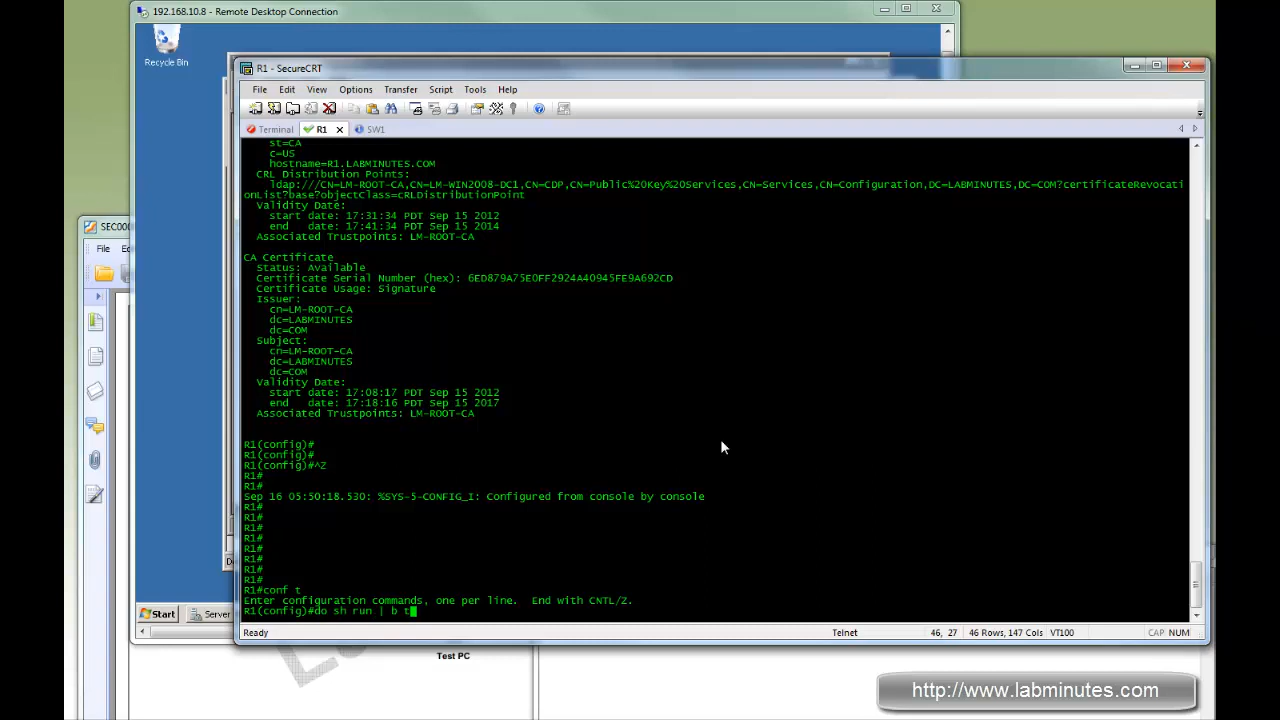 192.168.10.8 - Remote Desktop Connection
Recycle Bin
R1 - SecureCRT
File Edit View Options Transfer Script Tools Help
Terminal R1 SW1
st=CA
c=US
hostname=R1.LABMINUTES.COM
CRL Distribution Points:
ldap:///CN=LM-ROOT-CA,CN=LM-WIN2008-DC1,CN=CDP,CN=Public%20Key%20Services,CN=Services,CN=Configuration,DC=LABMINUTES,DC=COM?certificateRevocati
onList?base?objectClass=cRLDistributionPoint
Validity Date:
start date: 17:31:34 PDT Sep 15 2012
end   date: 17:41:34 PDT Sep 15 2014
Associated Trustpoints: LM-ROOT-CA
CA Certificate
Status: Available
Certificate Serial Number (hex): 6ED879A75E0FF2924A40945FE9A692CD
Certificate Usage: Signature
Issuer:
cn=LM-ROOT-CA
dc=LABMINUTES
dc=COM
Subject:
cn=LM-ROOT-CA
dc=LABMINUTES
dc=COM
Validity Date:
start date: 17:08:17 PDT Sep 15 2012
end   date: 17:18:16 PDT Sep 15 2017
Associated Trustpoints: LM-ROOT-CA
R1(config)#
R1(config)#
R1(config)#^Z
R1#
R1#
Sep 16 05:50:18.530: %SYS-5-CONFIG_I: Configured from console by console
R1#
R1#
R1#
R1#
R1#
R1#
R1#
R1#
R1#conf t
Enter configuration commands, one per line.  End with CNTL/Z.
R1(config)#do sh run | b t
Ready Telnet 46, 27 46 Rows, 147 Cols VT100 CAP NUM
SEC00
File
Start Server
Test PC
http://www.labminutes.com